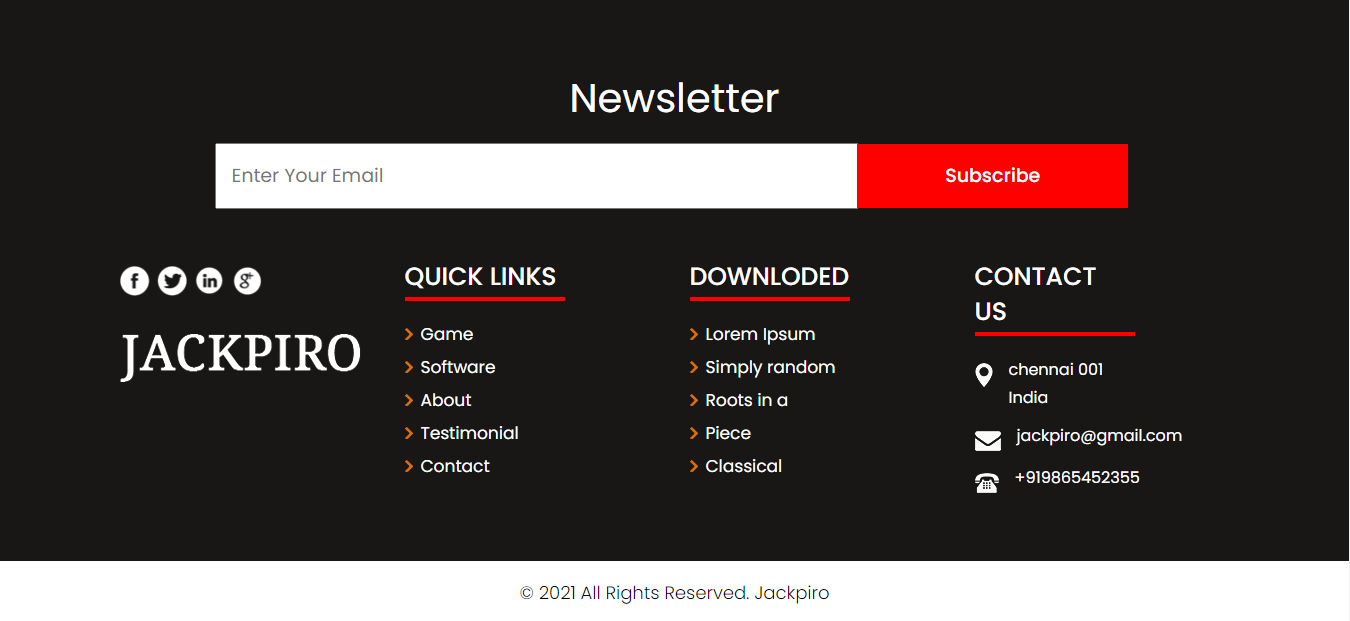 Newsletter
Enter Your Email
Subscribe
JACKPIRO
QUICK LINKS
Game
Software
About
Testimonial
Contact
DOWNLODED
Lorem Ipsum
Simply random
Roots in a
Piece
Classical
CONTACT
US
chennai 001
India
jackpiro@gmail.com
+919865452355
© 2021 All Rights Reserved. Jackpiro